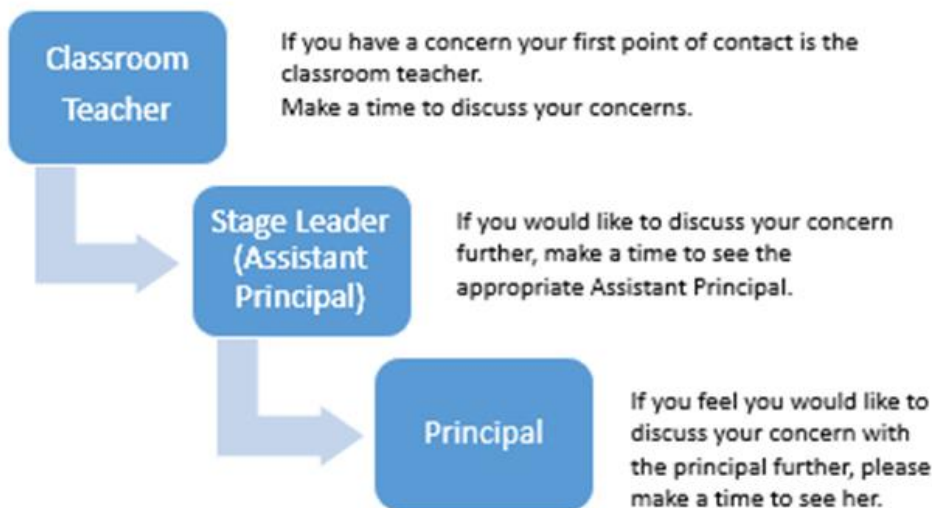 Classroom
Teacher
If you have a concern your first point of contact is the
classroom teacher.
Make a time to discuss your concerns.
Stage Leader
(Assistant
Principal)
If you would like to discuss your concern
further, make a time to see the
appropriate Assistant Principal.
Principal
If you feel you would like to
discuss your concern with
the principal further, please
make a time to see her.